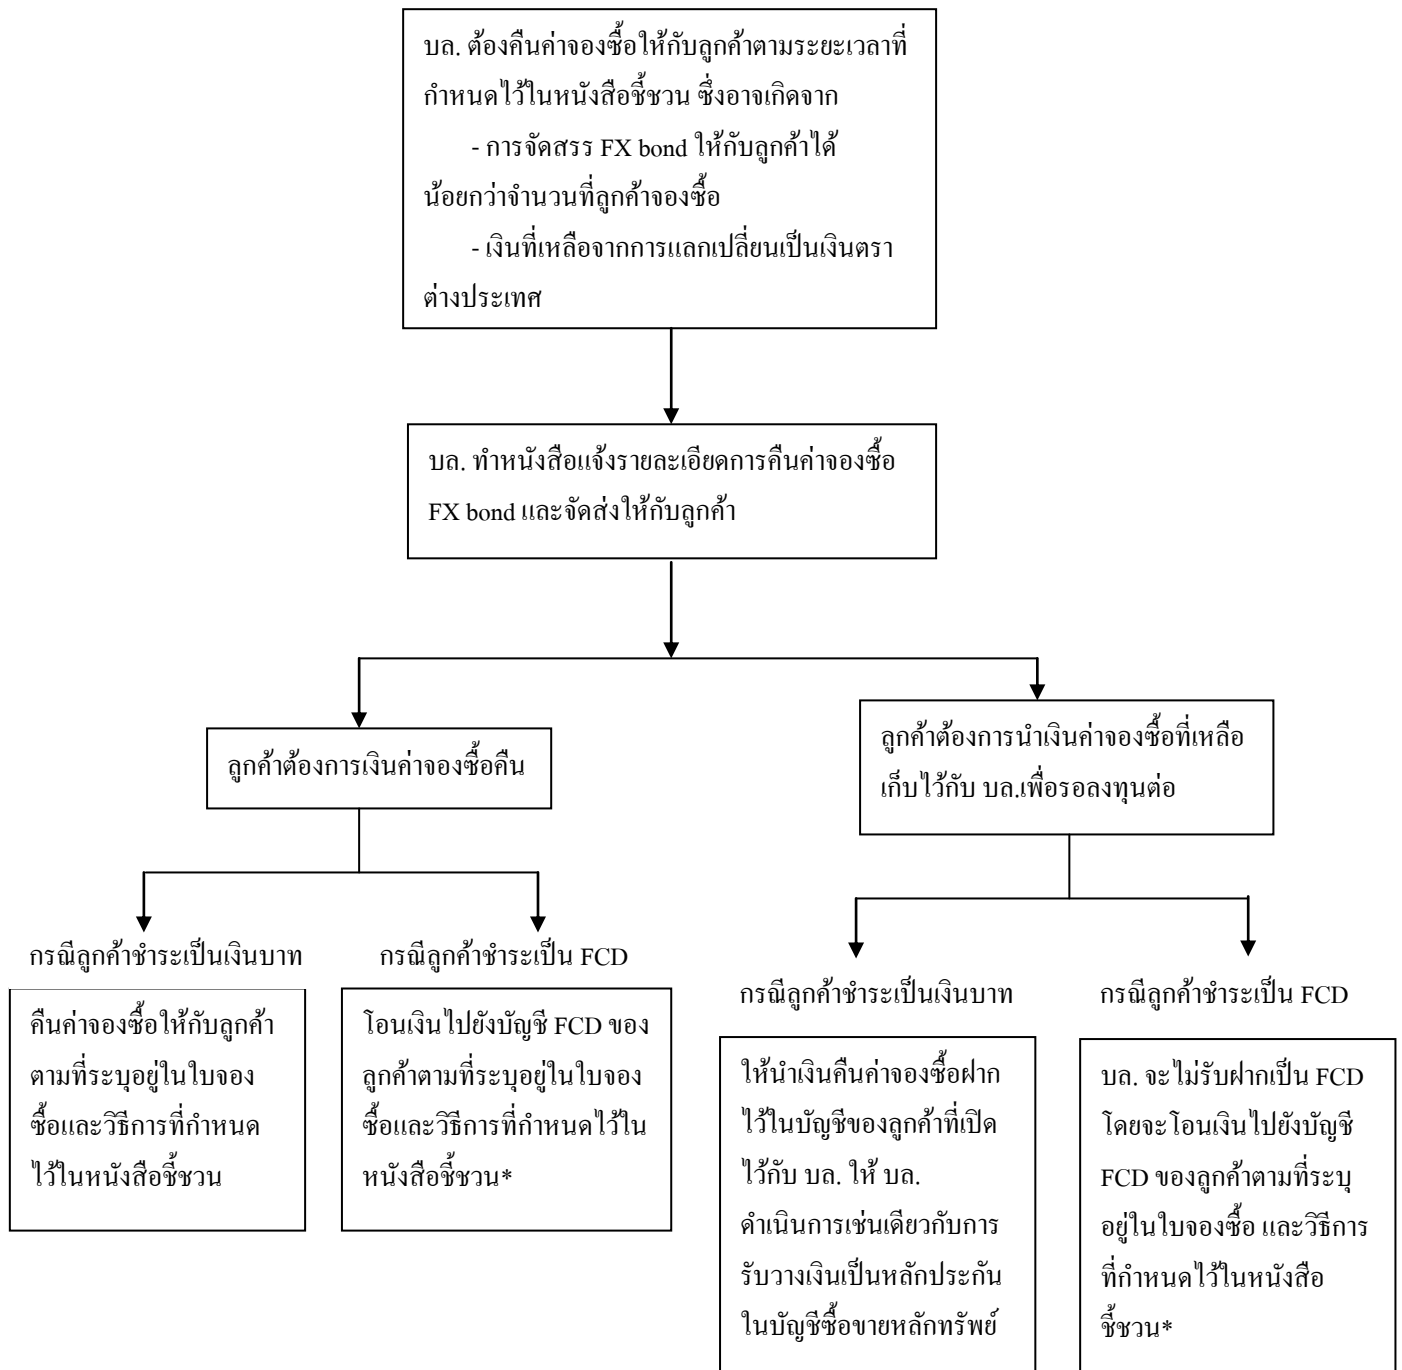 บล. ต้องคืนค่าจองซื้อให้กับลูกค้าตามระยะเวลาที่
กำหนดไว้ในหนังสือชี้ชวน ซึ่งอาจเกิดจาก
- การจัดสรร FX bond ให้กับลูกค้าได้
น้อยกว่าจำนวนที่ลูกค้าจองซื้อ
- เงินที่เหลือจากการแลกเปลี่ยนเป็นเงินตรา
ต่างประเทศ
บล. ทำหนังสือแจ้งรายละเอียดการคืนค่าจองซื้อ
FX bond และจัดส่งให้กับลูกค้า
ลูกค้าต้องการเงินค่าจองซื้อคืน
ลูกค้าต้องการนำเงินค่าจองซื้อที่เหลือ
เก็บไว้กับ บล.เพื่อรอลงทุนต่อ
กรณีลูกค้าชำระเป็นเงินบาท
คืนค่าจองซื้อให้กับลูกค้า
ตามที่ระบุอยู่ในใบจอง
ซื้อและวิธีการที่กำหนด
ไว้ในหนังสือชี้ชวน
กรณีลูกค้าชำระเป็น FCD
โอนเงินไปยังบัญชี FCD ของ
ลูกค้าตามที่ระบุอยู่ในใบจอง
ซื้อและวิธีการที่กำหนดไว้ใน
หนังสือชี้ชวน*
กรณีลูกค้าชำระเป็นเงินบาท
ให้นำเงินคืนค่าจองซื้อฝาก
ไว้ในบัญชีของลูกค้าที่เปิด
ไว้กับ บล. ให้ บล.
ดำเนินการเช่นเดียวกับการ
รับวางเงินเป็นหลักประกัน
ในบัญชีซื้อขายหลักทรัพย์
กรณีลูกค้าชำระเป็น FCD
บล. จะไม่รับฝากเป็น FCD
โดยจะโอนเงินไปยังบัญชี
FCD ของลูกค้าตามที่ระบุ
อยู่ในใบจองซื้อ และวิธีการ
ที่กำหนดไว้ในหนังสือ
ชี้ชวน*